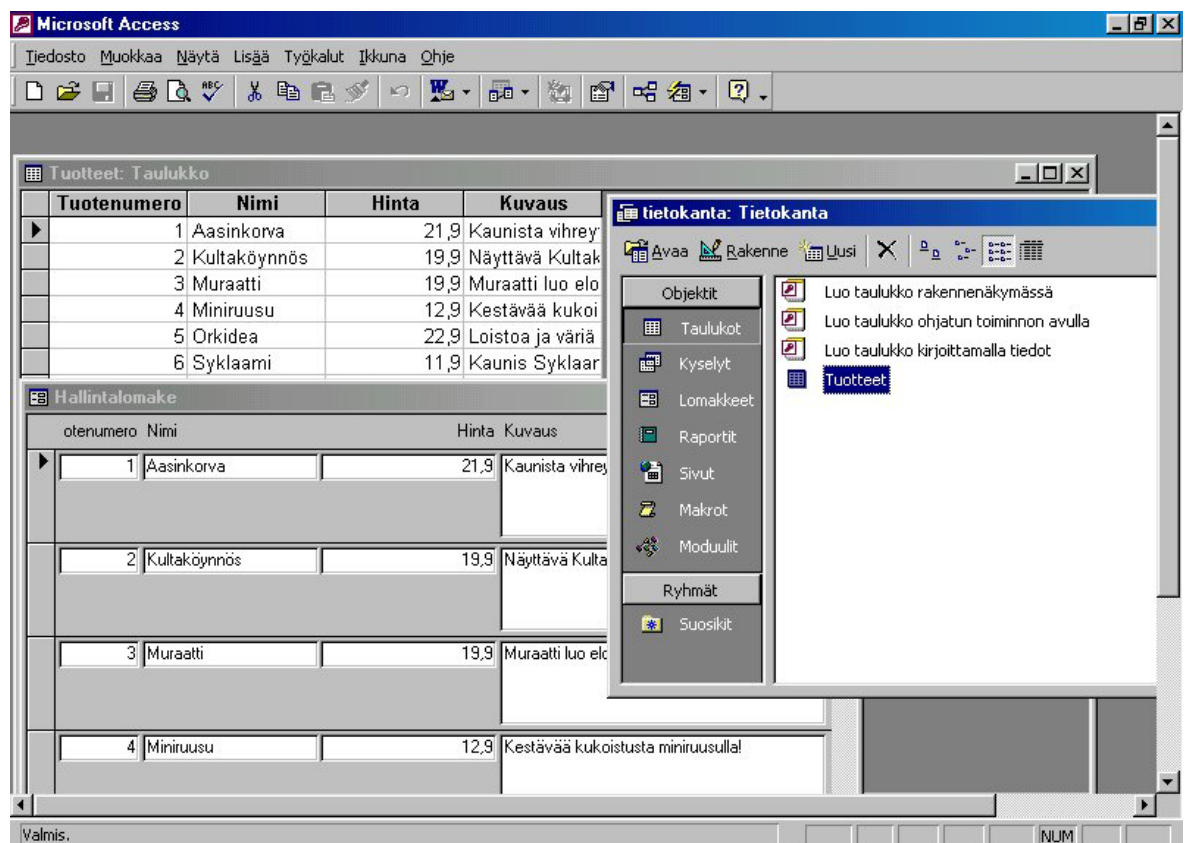 Microsoft Access
Tiedosto Muokkaa Näytä Lisää Työkalut Ikkuna Ohje
Tuotteet: Taulukko
Tuotenumero Nimi Hinta Kuvaus
1 Aasinkorva 21,9 Kaunista vihrey
2 Kultaköynnös 19,9 Näyttävä Kultak
3 Muraatti 19,9 Muraatti luo elo
4 Miniruusu 12,9 Kestävää kukoi
5 Orkidea 22,9 Loistoa ja väriä
6 Syklaami 11,9 Kaunis Syklaar
Hallintalomake
otenumero Nimi Hinta Kuvaus
1 Aasinkorva 21,9 Kaunista vihrey
2 Kultaköynnös 19,9 Näyttävä Kulta
3 Muraatti 19,9 Muraatti luo elo
4 Miniruusu 12,9 Kestävää kukoistusta miniruusulla!
tietokanta: Tietokanta
Avaa Rakenne Uusi
Objektit
Taulukot
Kyselyt
Lomakkeet
Raportit
Sivut
Makrot
Moduulit
Ryhmät
Suosikit
Luo taulukko rakennenäkymässä
Luo taulukko ohjatun toiminnon avulla
Luo taulukko kirjoittamalla tiedot
Tuotteet
Valmis. NUM